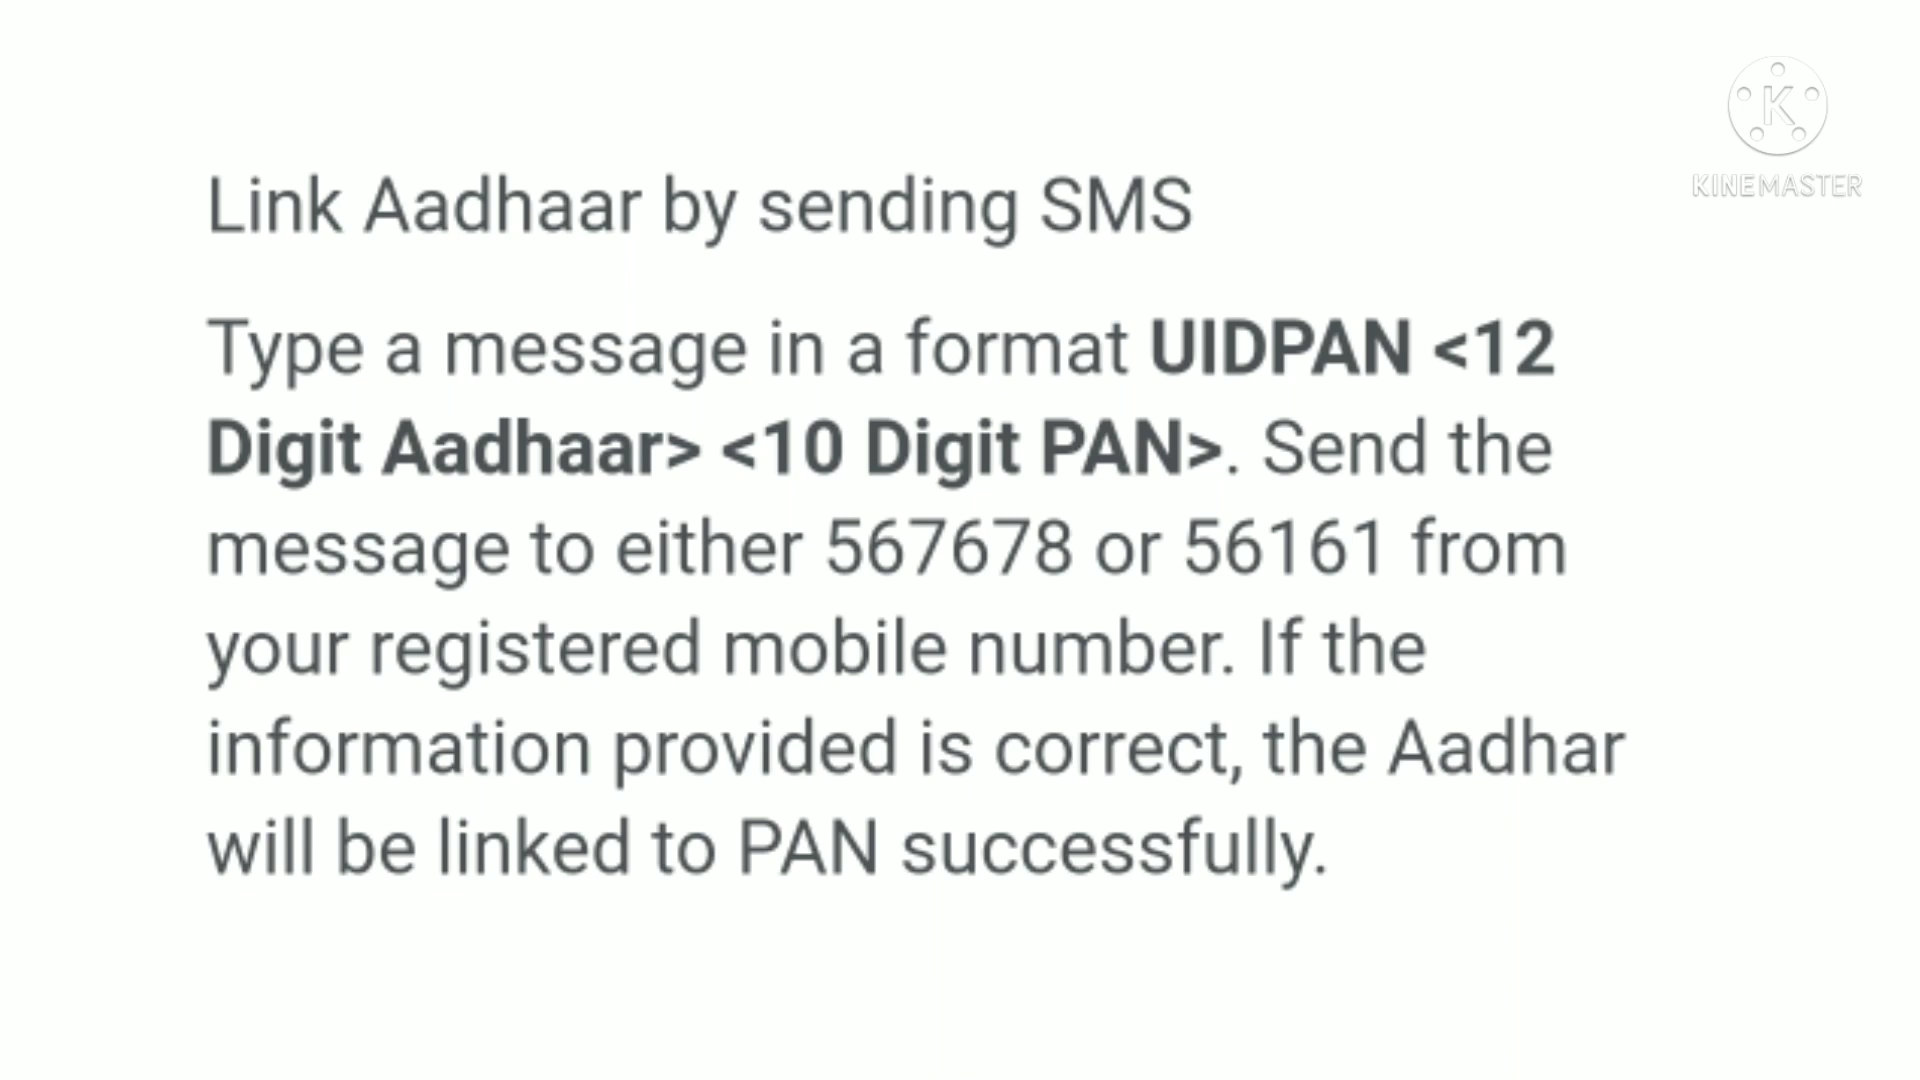 K
KINEMASTER
Link Aadhaar by sending SMS
Type a message in a format UIDPAN <12
Digit Aadhaar> <10 Digit PAN>. Send the
message to either 567678 or 56161 from
your registered mobile number. If the
information provided is correct, the Aadhar
will be linked to PAN successfully.